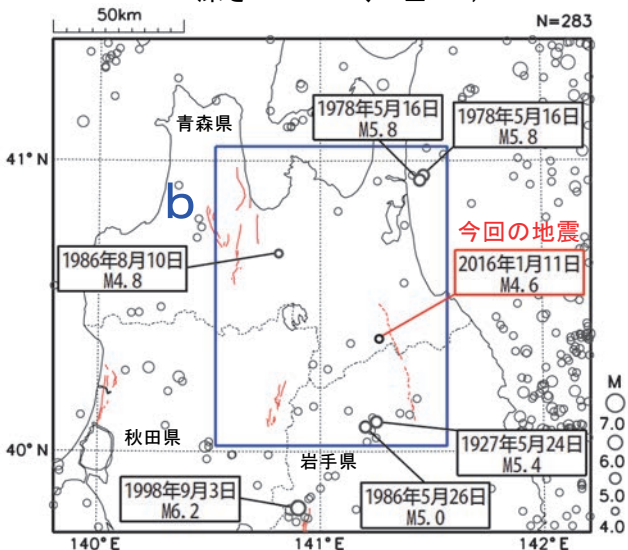 50km
N=283
1978年5月16日
M5.8
1978年5月16日
M5.8
青森県
41°N
b
今回の地震
1986年8月10日
M4.8
2016年1月11日
M4.6
M
7.0
6.0
5.0
4.0
40°N
秋田県
岩手県
1927年5月24日
M5.4
1998年9月3日
M6.2
1986年5月26日
M5.0
140°E
141°E
142°E